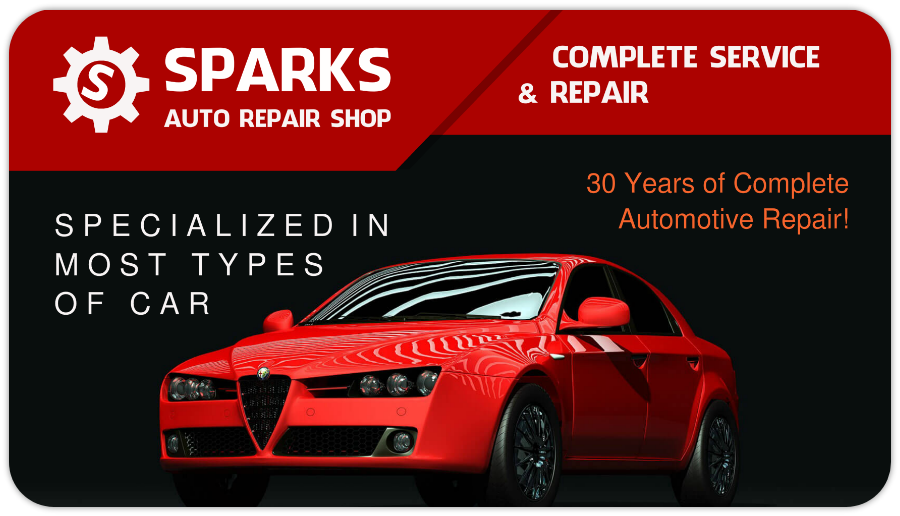 S
SPARKS
AUTO REPAIR SHOP
COMPLETE SERVICE
& REPAIR
30 Years of Complete
Automotive Repair!
SPECIALIZED IN
MOST TYPES
OF CAR